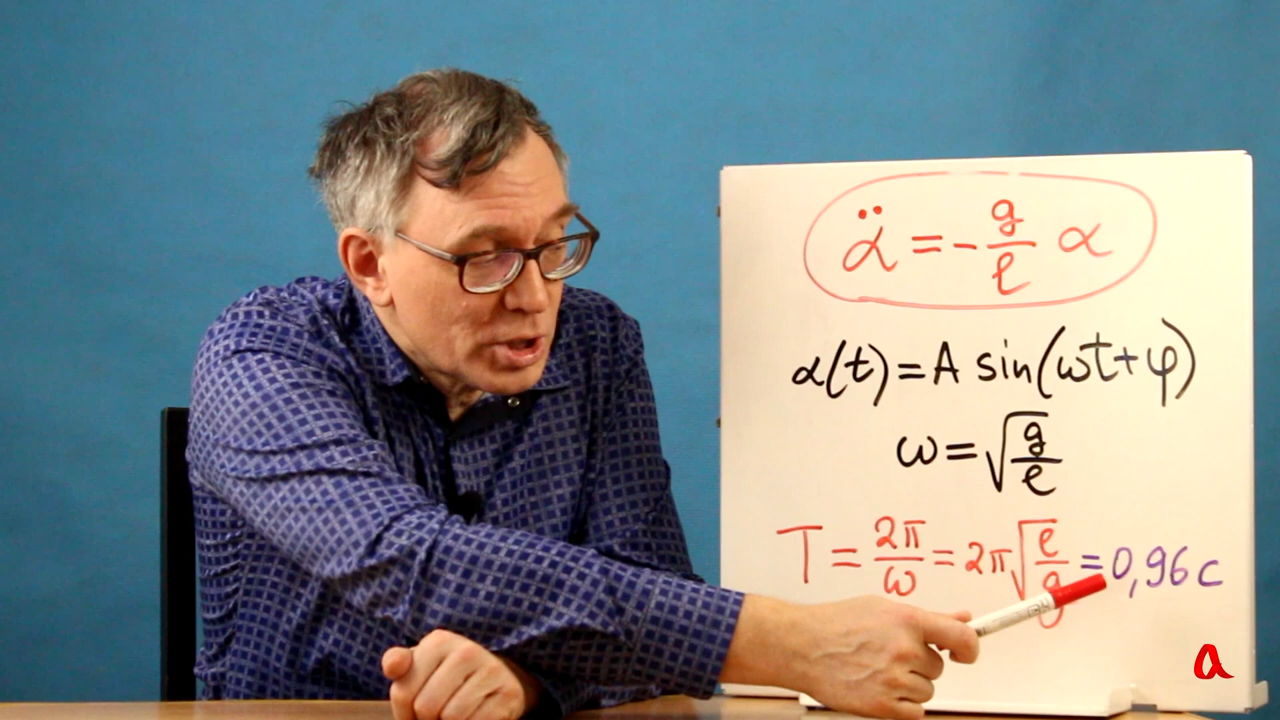 α̈ = - g/ℓ α
α(t) = A sin(ωt+φ)
ω = √(g/ℓ)
T = 2π/ω = 2π√(ℓ/g) = 0,96 с
a